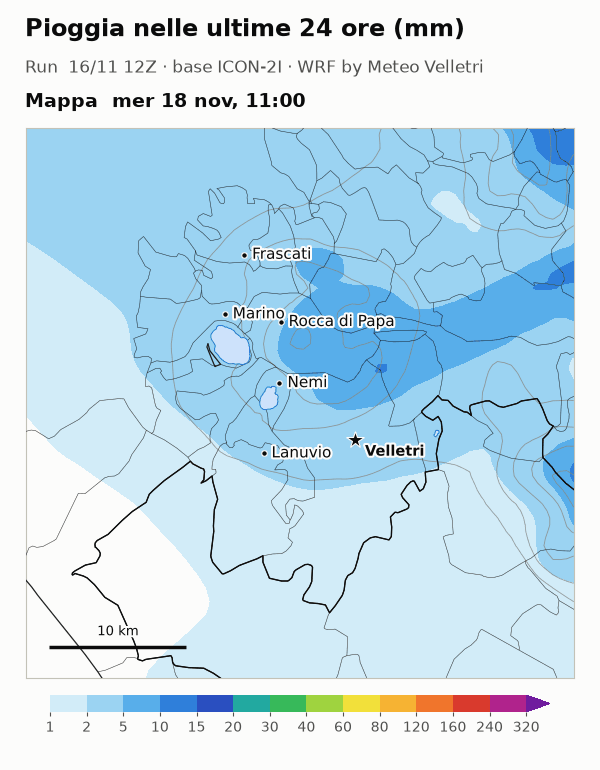 Pioggia nelle ultime 24 ore (mm)
Run  16/11 12Z · base ICON-2I · WRF by Meteo Velletri
Mappa  mer 18 nov, 11:00
Frascati
Marino
Rocca di Papa
Nemi
Velletri
Lanuvio
10 km
1 2 5 10 15 20 30 40 60 80 120 160 240 320